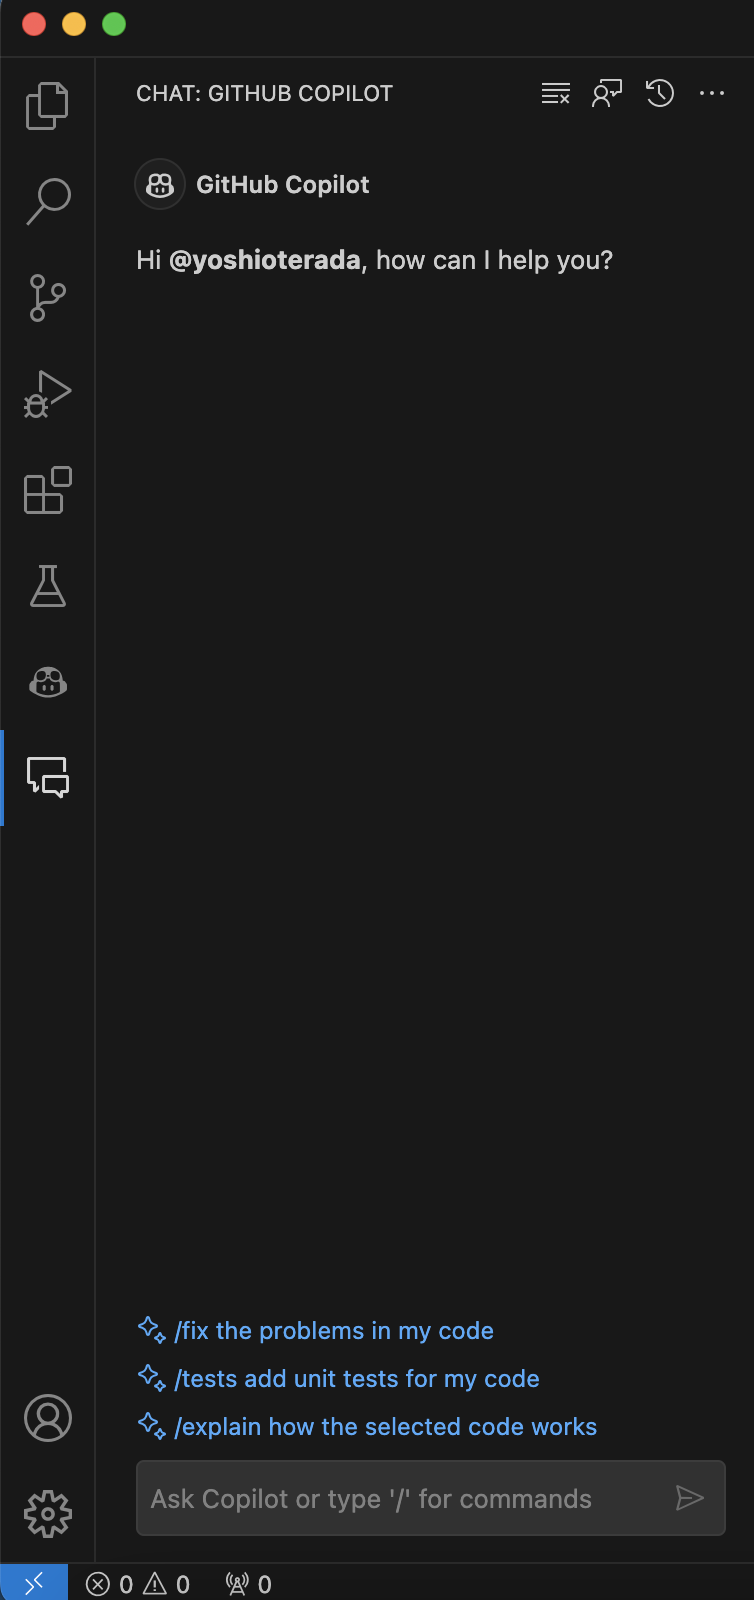 CHAT: GITHUB COPILOT
GitHub Copilot
Hi @yoshioterada, how can I help you?
/fix the problems in my code
/tests add unit tests for my code
/explain how the selected code works
Ask Copilot or type '/' for commands
0 0 0